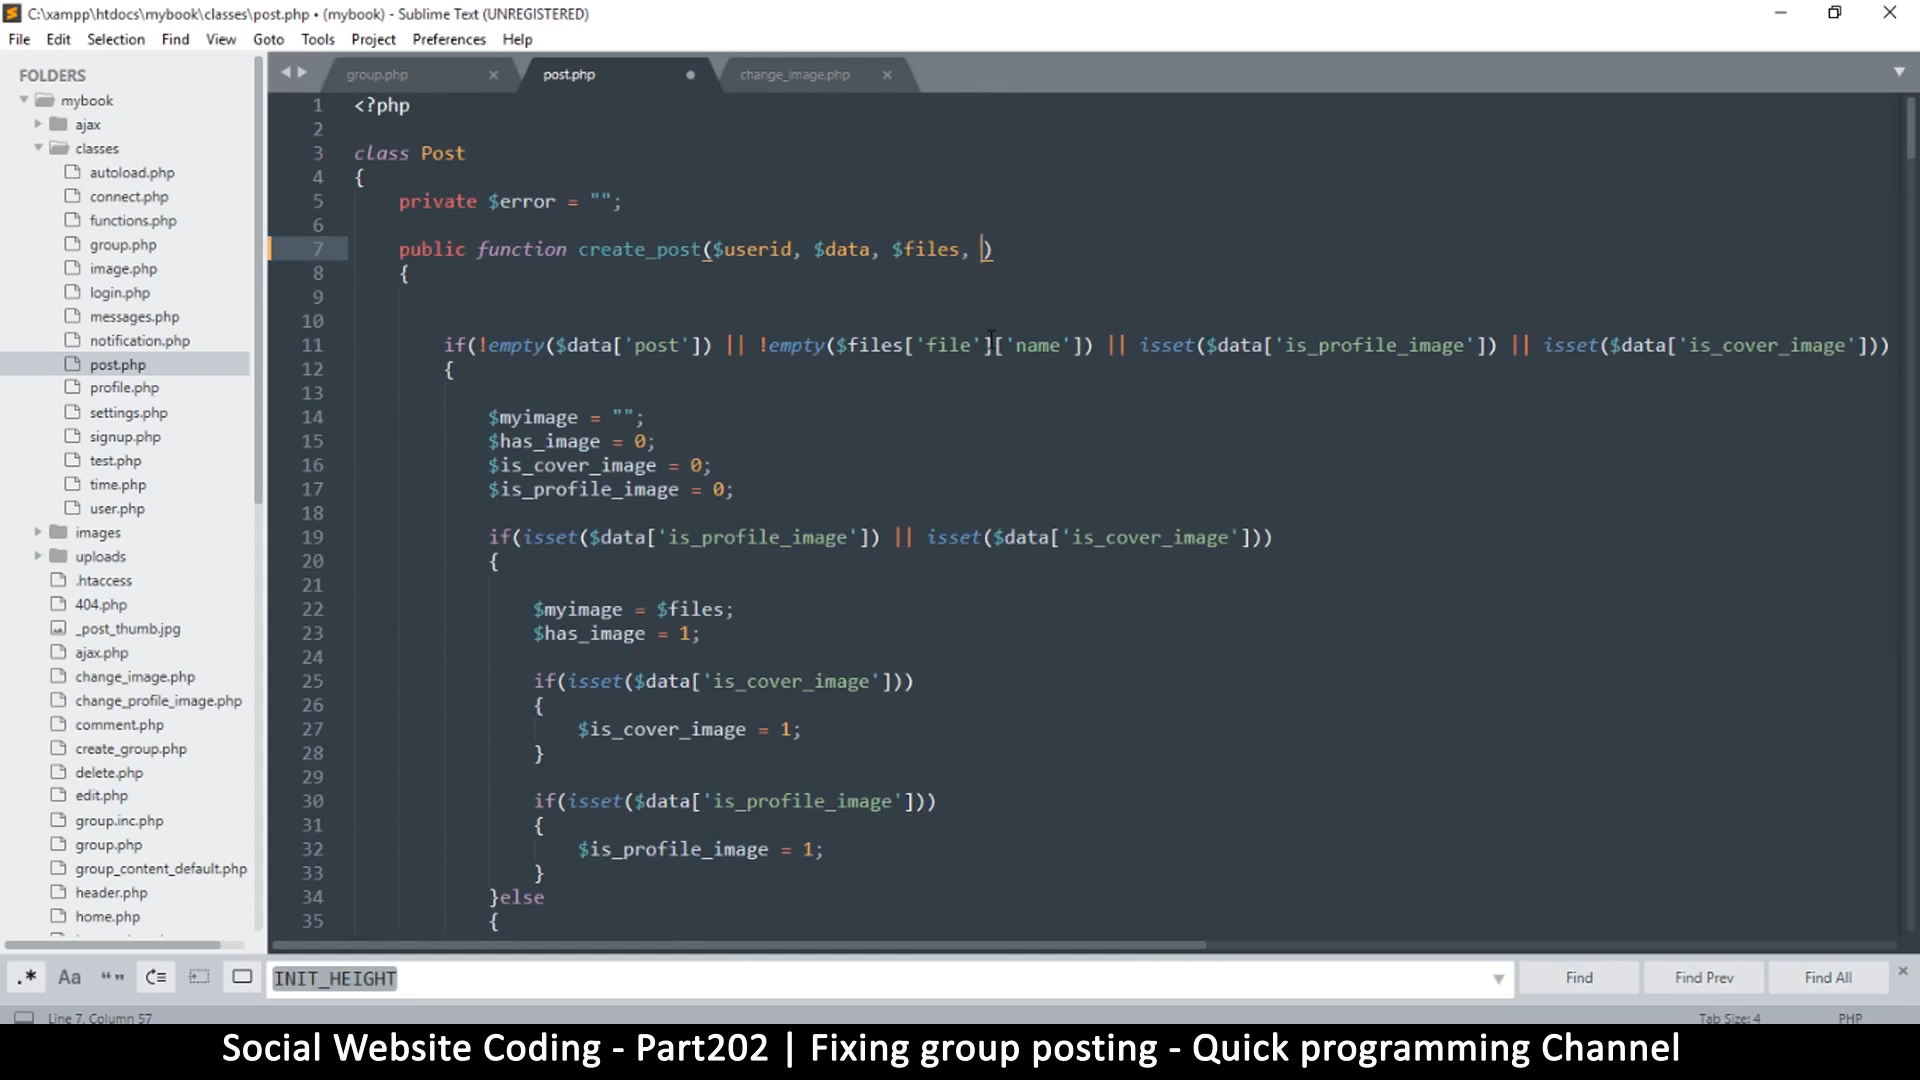 C:\xampp\htdocs\mybook\classes\post.php • (mybook) - Sublime Text (UNREGISTERED)
File Edit Selection Find View Goto Tools Project Preferences Help
FOLDERS
mybook
ajax
classes
autoload.php
connect.php
functions.php
group.php
image.php
login.php
messages.php
notification.php
post.php
profile.php
settings.php
signup.php
test.php
time.php
user.php
images
uploads
.htaccess
404.php
_post_thumb.jpg
ajax.php
change_image.php
change_profile_image.php
comment.php
create_group.php
delete.php
edit.php
group.inc.php
group.php
group_content_default.php
header.php
home.php
group.php post.php change_image.php
1 <?php
2
3 class Post
4 {
5 private $error = "";
6
7 public function create_post($userid, $data, $files, )
8 {
9
10
11 if(!empty($data['post']) || !empty($files['file']['name']) || isset($data['is_profile_image']) || isset($data['is_cover_image']))
12 {
13
14 $myimage = "";
15 $has_image = 0;
16 $is_cover_image = 0;
17 $is_profile_image = 0;
18
19 if(isset($data['is_profile_image']) || isset($data['is_cover_image']))
20 {
21
22 $myimage = $files;
23 $has_image = 1;
24
25 if(isset($data['is_cover_image']))
26 {
27 $is_cover_image = 1;
28 }
29
30 if(isset($data['is_profile_image']))
31 {
32 $is_profile_image = 1;
33 }
34 }else
35 {
.* Aa “” INIT_HEIGHT Find Find Prev Find All
Line 7, Column 57 Tab Size: 4 PHP
Social Website Coding - Part202 | Fixing group posting - Quick programming Channel